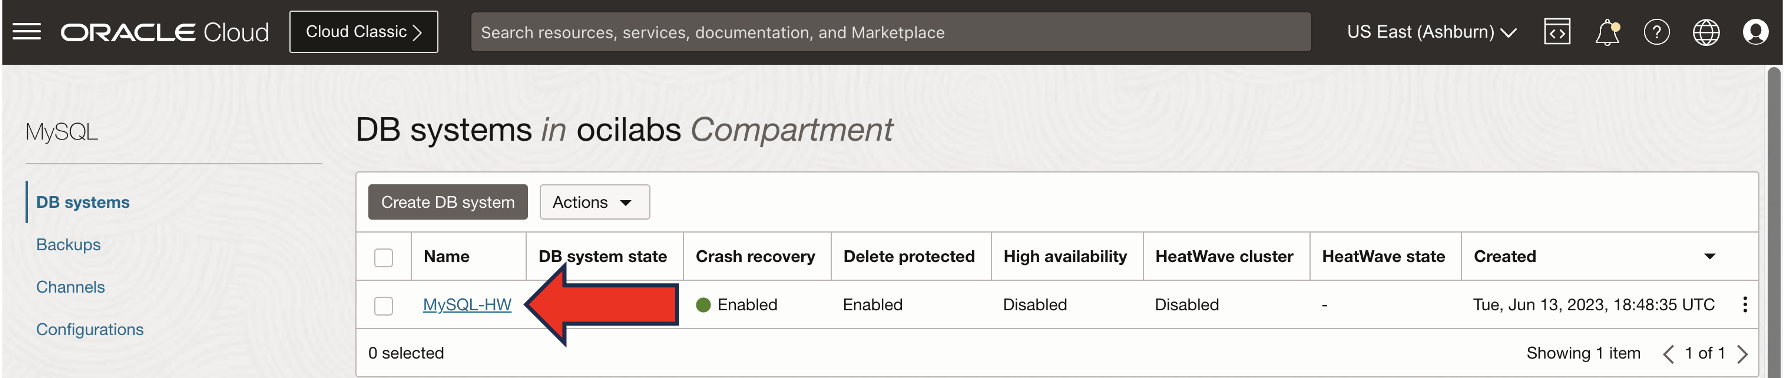 ORACLE Cloud
Cloud Classic
Search resources, services, documentation, and Marketplace
US East (Ashburn)
MySQL
DB systems
Backups
Channels
Configurations
DB systems in ocilabs Compartment
Create DB system
Actions
Name DB system state Crash recovery Delete protected High availability HeatWave cluster HeatWave state Created
MySQL-HW Enabled Enabled Disabled Disabled - Tue, Jun 13, 2023, 18:48:35 UTC
0 selected
Showing 1 item
1 of 1